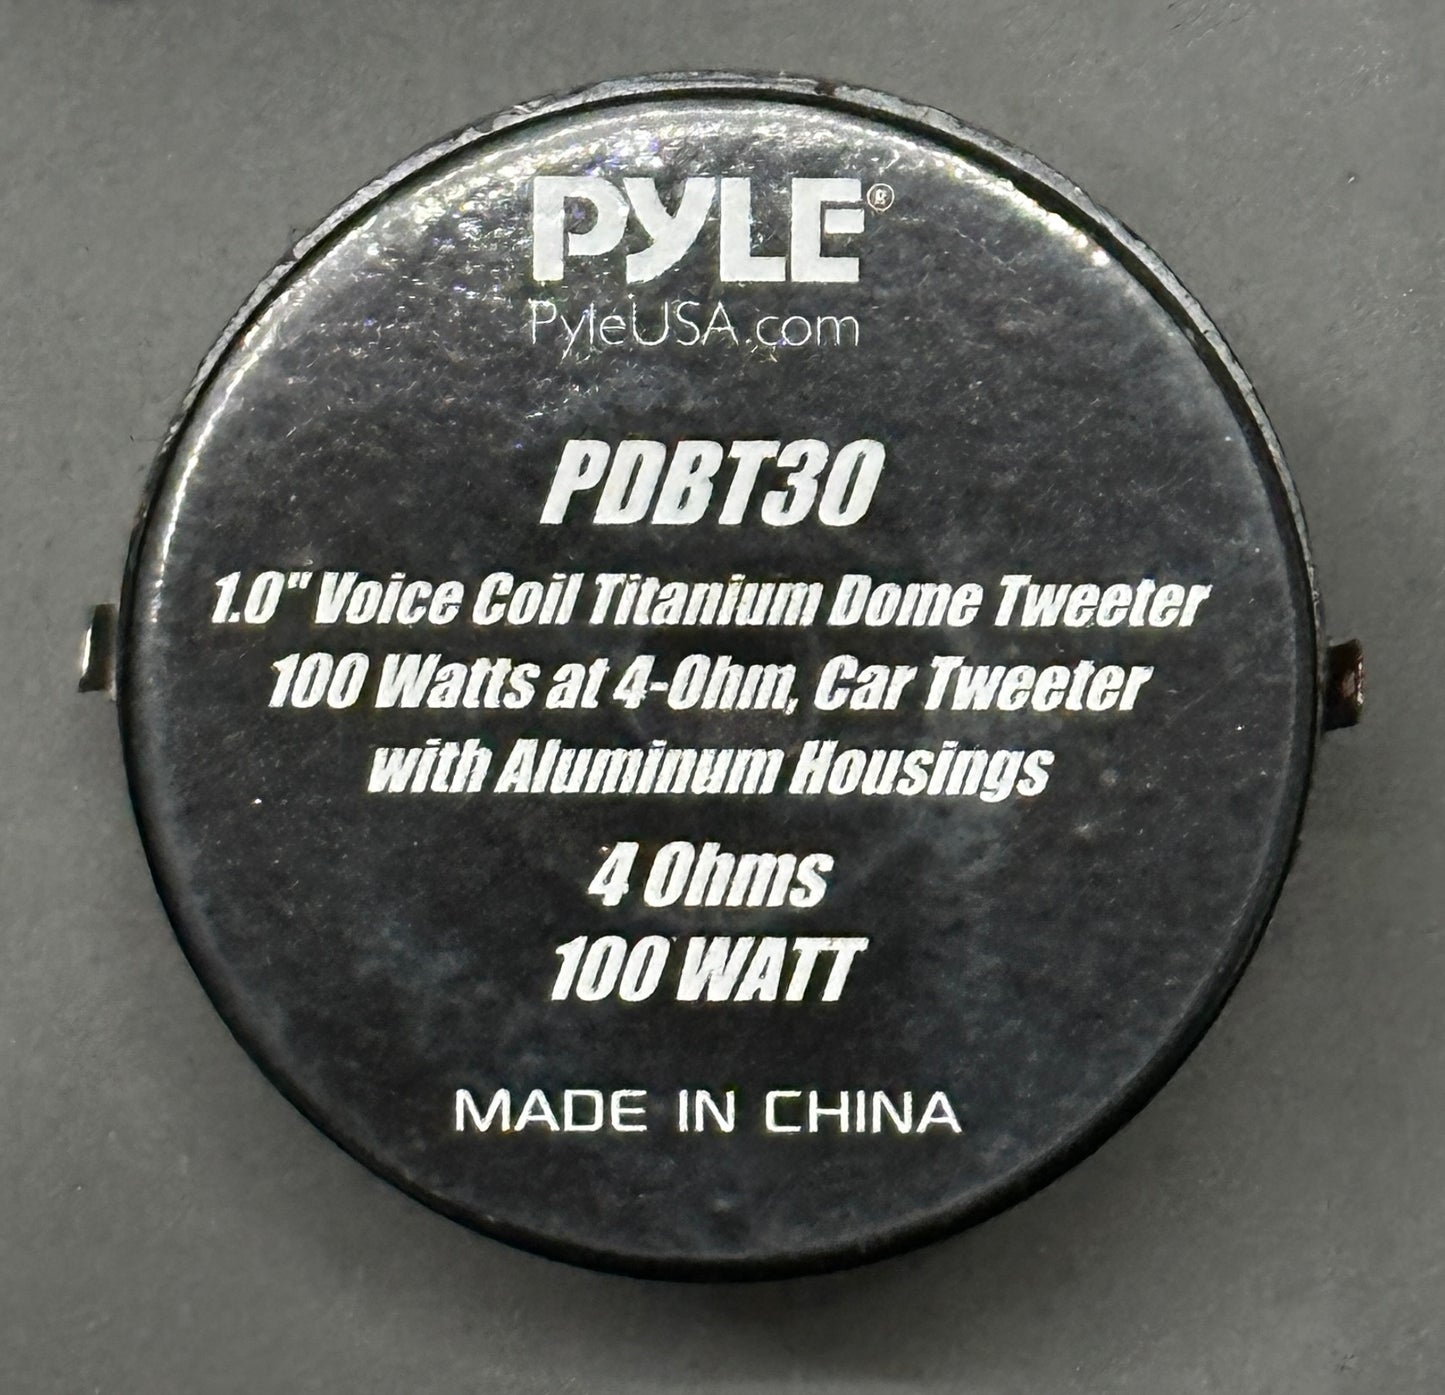 PYLE®
PyleUSA.com
PDBT30
1.0" Voice Coil Titanium Dome Tweeter
100 Watts at 4-Ohm, Car Tweeter
with Aluminum Housings
4 Ohms
100 WATT
MADE IN CHINA